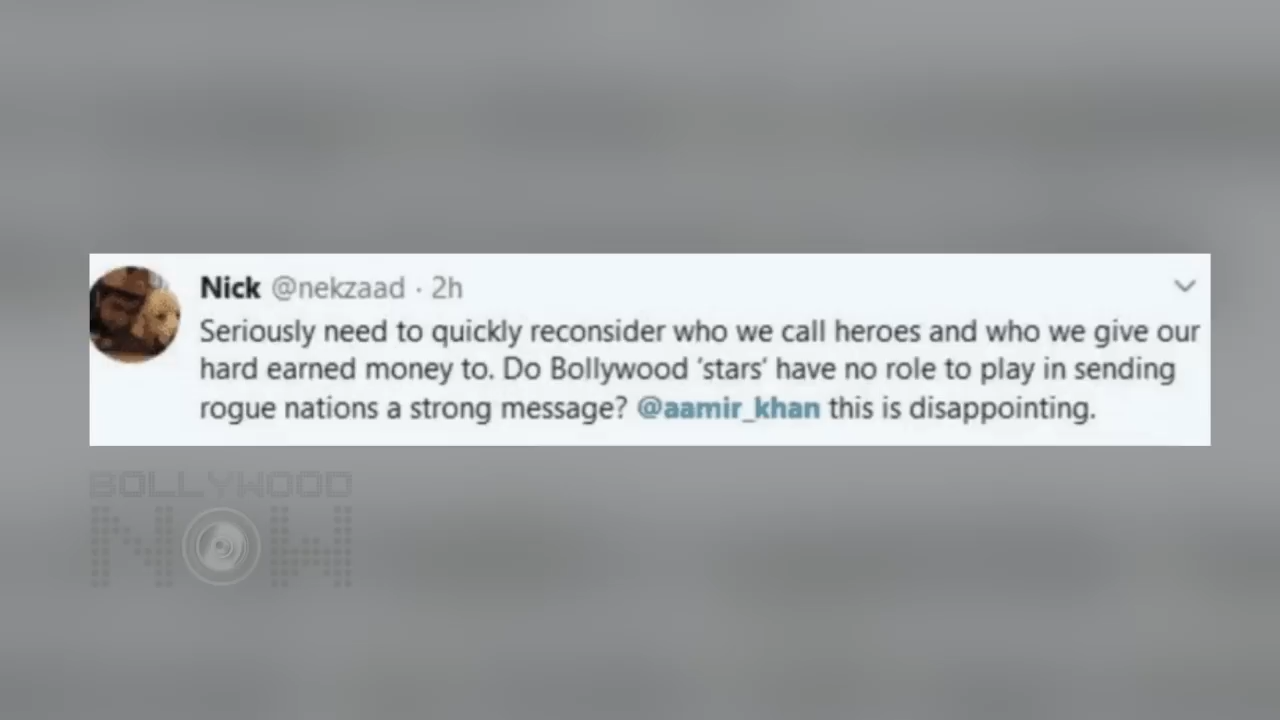 Nick @nekzaad · 2h
Seriously need to quickly reconsider who we call heroes and who we give our
hard earned money to. Do Bollywood 'stars' have no role to play in sending
rogue nations a strong message? @aamir_khan this is disappointing.
BOLLYWOOD
NOW